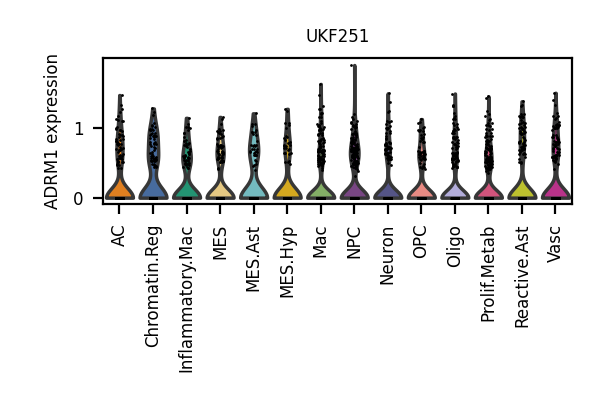 UKF251
ADRM1 expression
1
0
AC
Chromatin.Reg
Inflammatory.Mac
MES
MES.Ast
MES.Hyp
Mac
NPC
Neuron
OPC
Oligo
Prolif.Metab
Reactive.Ast
Vasc